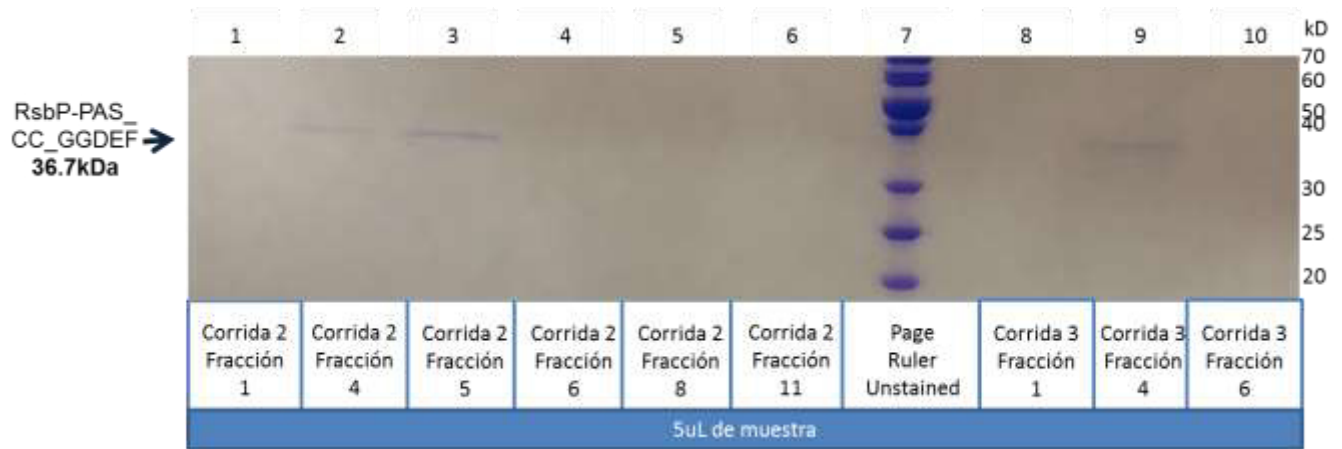 1 2 3 4 5 6 7 8 9 10 kD
70
60
50
40
30
25
20
RsbP-PAS_
CC_GGDEF
36.7kDa
Corrida 2
Fracción
1
Corrida 2
Fracción
4
Corrida 2
Fracción
5
Corrida 2
Fracción
6
Corrida 2
Fracción
8
Corrida 2
Fracción
11
Page
Ruler
Unstained
Corrida 3
Fracción
1
Corrida 3
Fracción
4
Corrida 3
Fracción
6
5uL de muestra